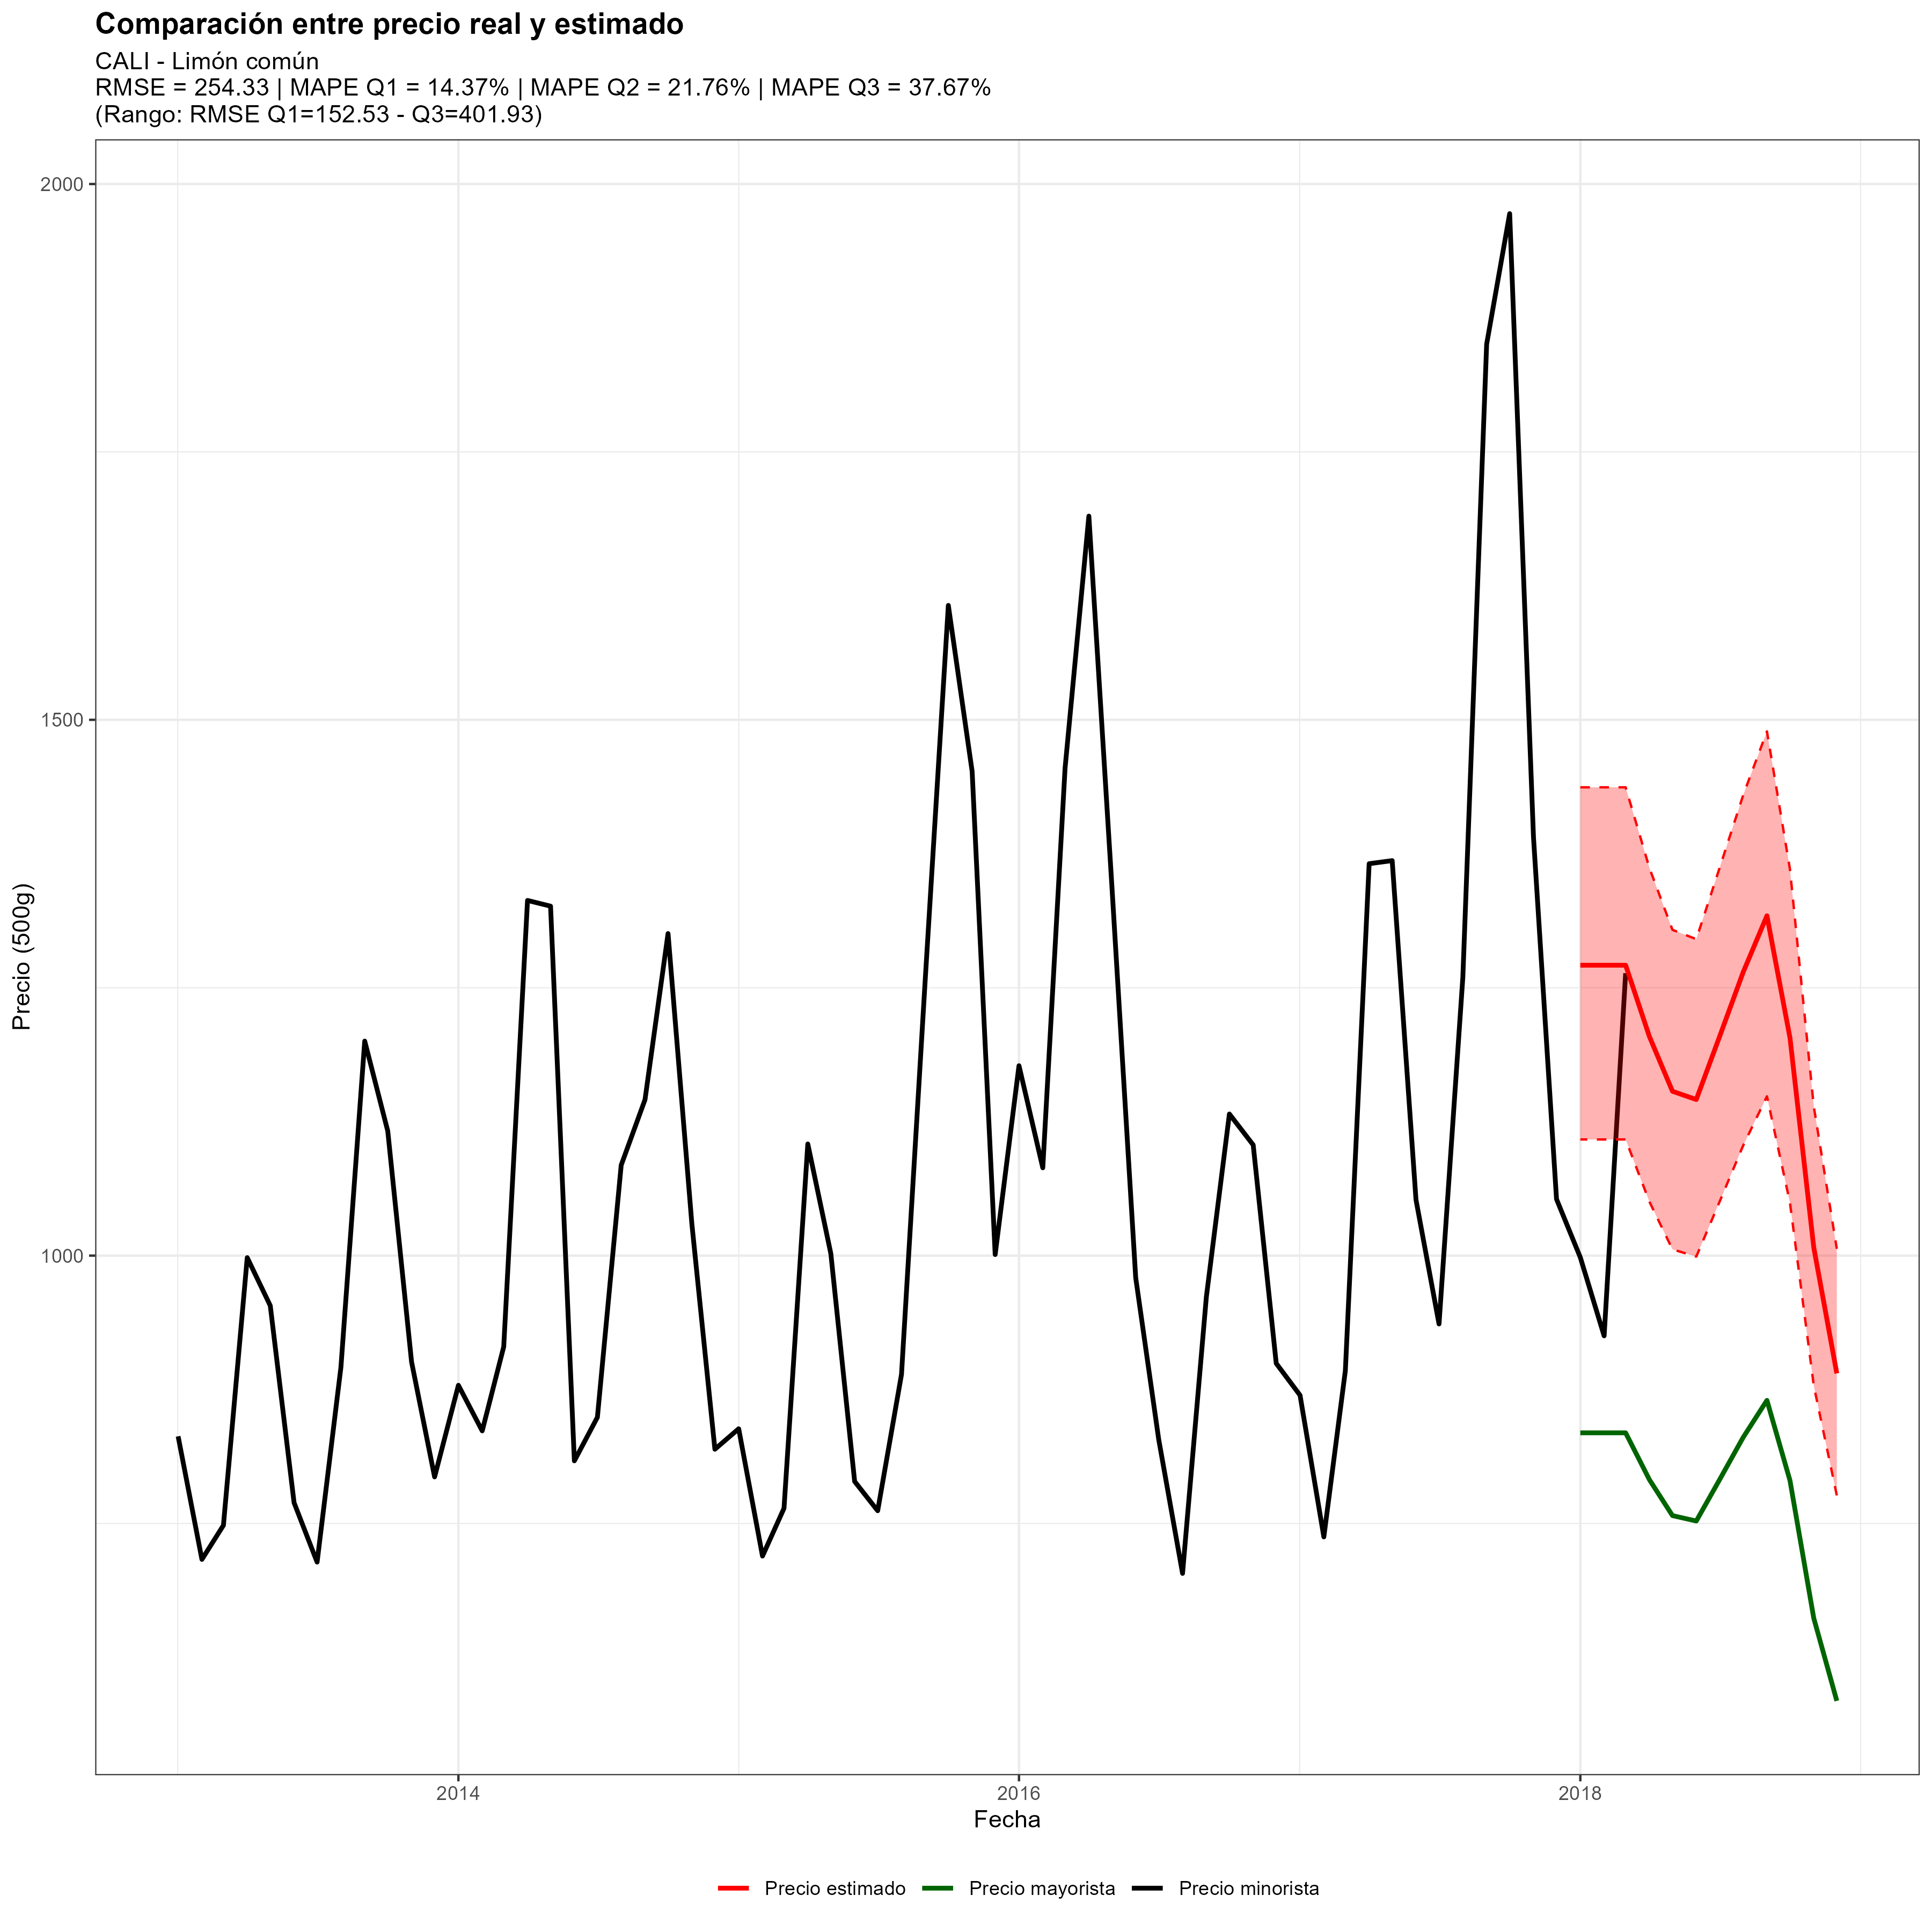 Comparación entre precio real y estimado
CALI - Limón común
RMSE = 254.33 | MAPE Q1 = 14.37% | MAPE Q2 = 21.76% | MAPE Q3 = 37.67%
(Rango: RMSE Q1=152.53 - Q3=401.93)
2000
1500
1000
Precio (500g)
2014
2016
2018
Fecha
Precio estimado
Precio mayorista
Precio minorista